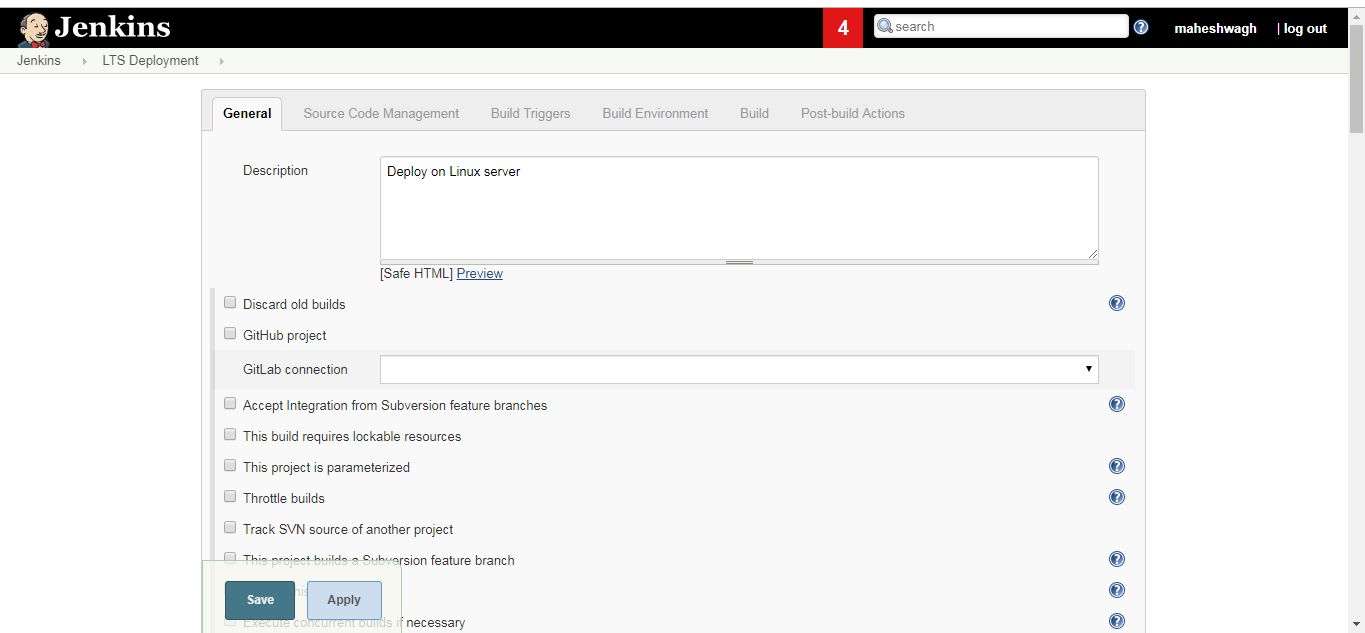 Jenkins
4
search
maheshwagh
| log out
Jenkins
LTS Deployment
General
Source Code Management
Build Triggers
Build Environment
Build
Post-build Actions
Description
Deploy on Linux server
[Safe HTML] Preview
Discard old builds
GitHub project
GitLab connection
Accept Integration from Subversion feature branches
This build requires lockable resources
This project is parameterized
Throttle builds
Track SVN source of another project
This project builds a Subversion feature branch
Save
Apply
Execute concurrent builds if necessary